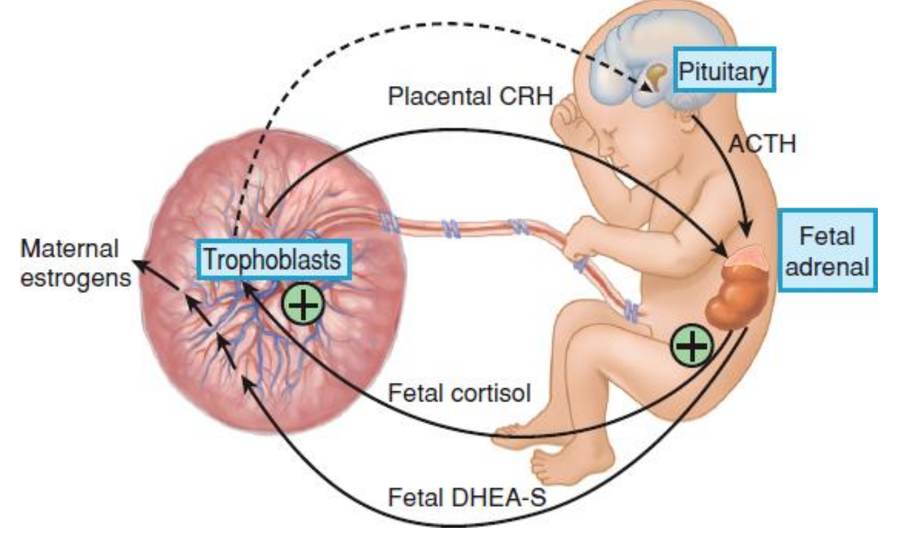 Pituitary
Placental CRH
ACTH
Maternal
estrogens
Trophoblasts
Fetal
adrenal
+
+
Fetal cortisol
Fetal DHEA-S